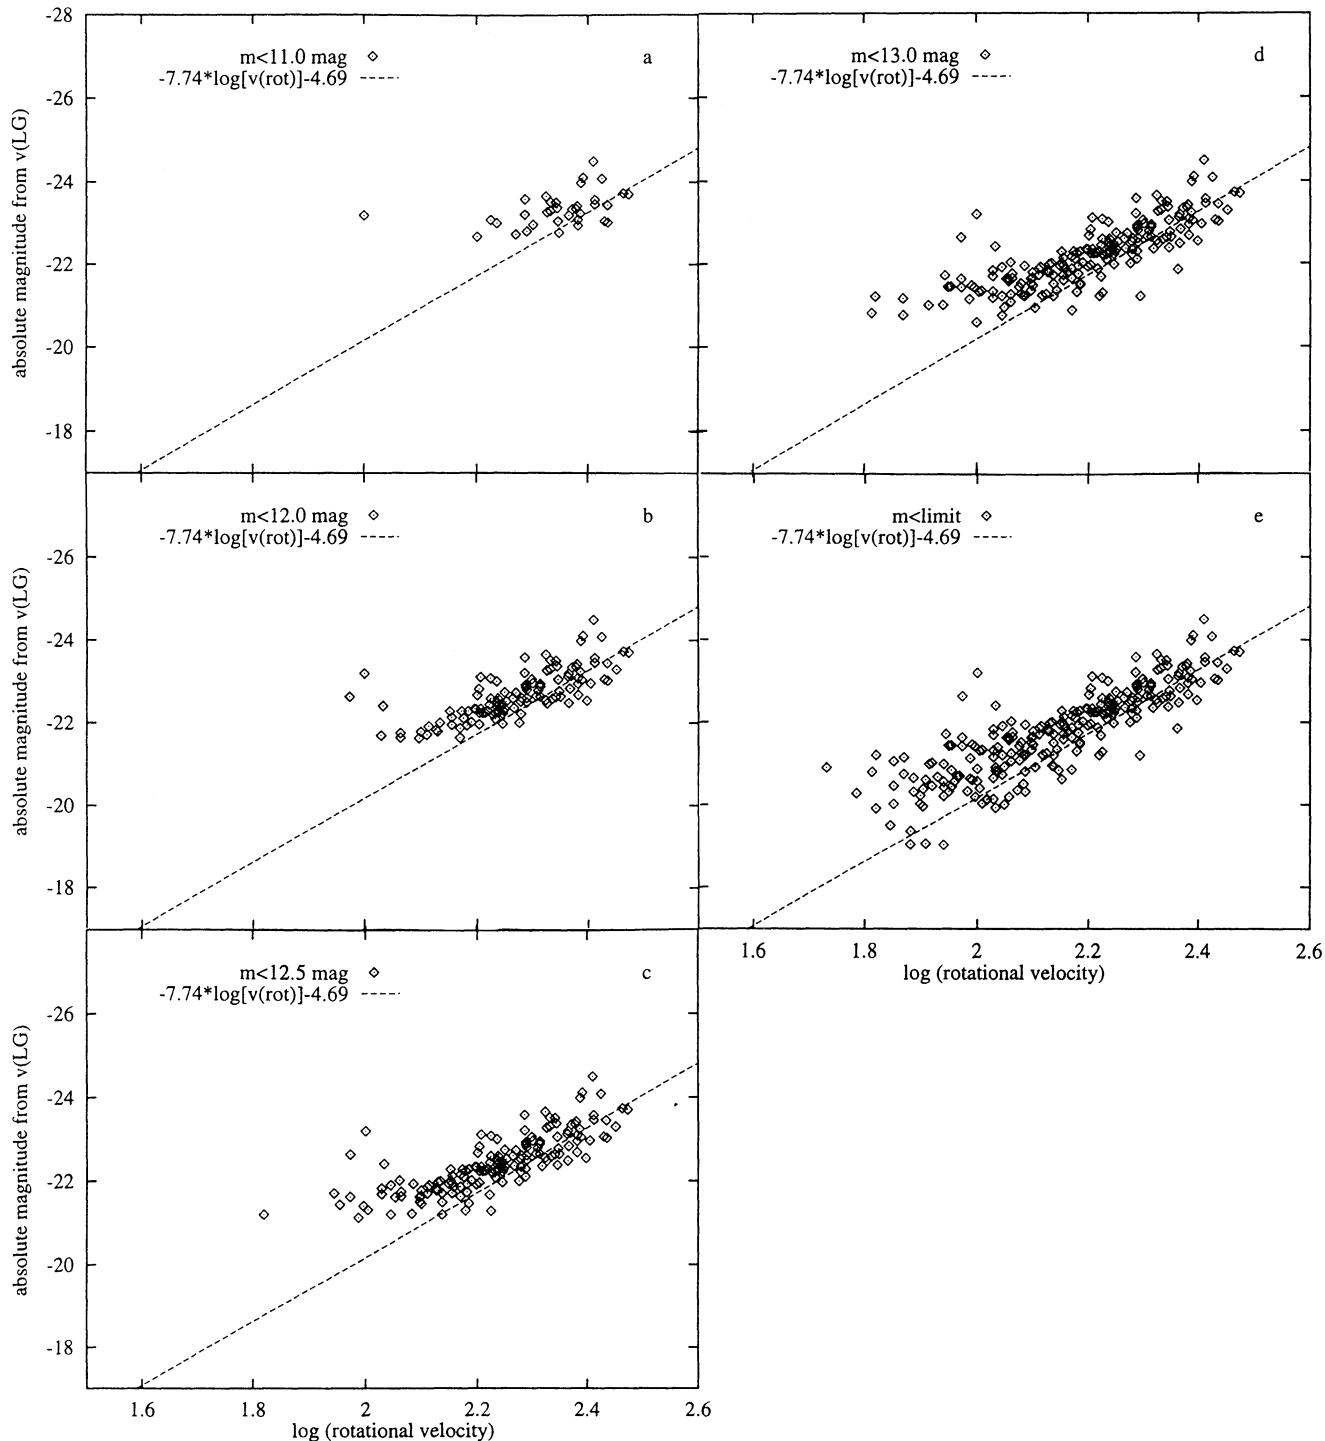 -28
-26
-24
-22
-20
-18
absolute magnitude from v(LG)
m<11.0 mag
-7.74*log[v(rot)]-4.69
a
m<13.0 mag
-7.74*log[v(rot)]-4.69
d
-26
-24
-22
-20
-18
absolute magnitude from v(LG)
m<12.0 mag
-7.74*log[v(rot)]-4.69
b
m<limit
-7.74*log[v(rot)]-4.69
e
1.6
2
2.2
2.4
2.6
log (rotational velocity)
-26
-24
-22
-20
-18
absolute magnitude from v(LG)
m<12.5 mag
-7.74*log[v(rot)]-4.69
c
1.6
1.8
2
2.2
2.4
2.6
log (rotational velocity)